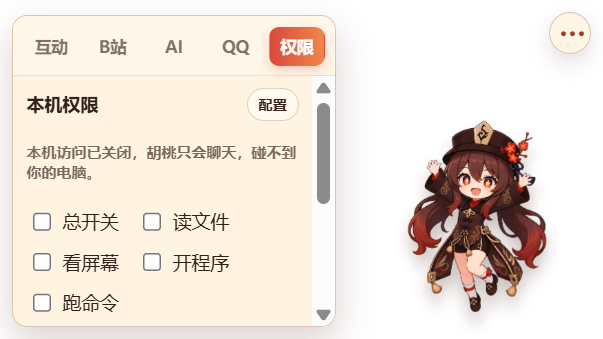 互动 B站 AI QQ 权限
本机权限 配置
本机访问已关闭，胡桃只会聊天，碰不到
你的电脑。
总开关 读文件
看屏幕 开程序
跑命令